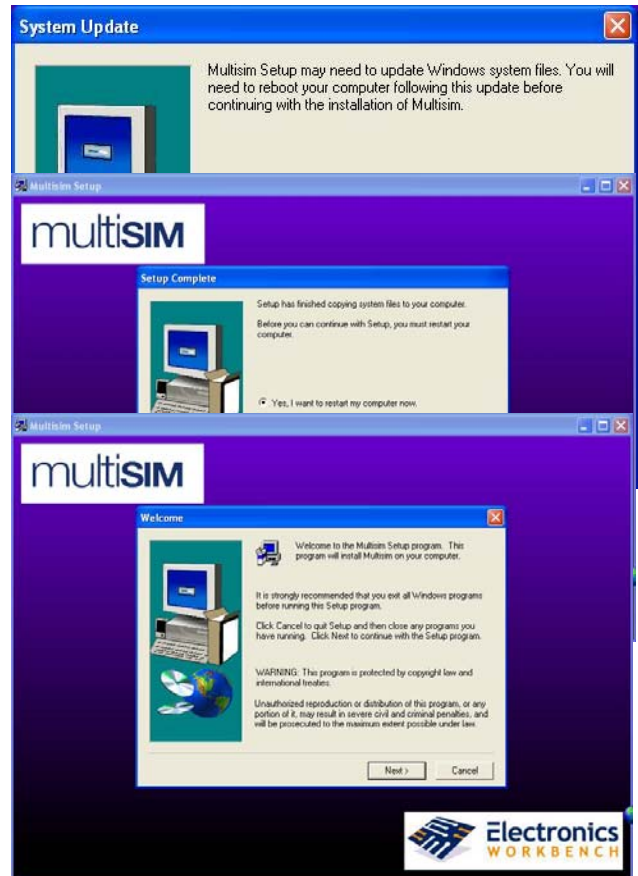 System Update
Multisim Setup may need to update Windows system files. You will
need to reboot your computer following this update before
continuing with the installation of Multisim.
Multisim Setup
multiSIM
Setup Complete
Setup has finished copying system files to your computer.
Before you can continue with Setup, you must restart your
computer.
Yes, I want to restart my computer now.
Multisim Setup
multiSIM
Welcome
Welcome to the Multisim Setup program. This
program will install Multisim on your computer.
It is strongly recommended that you exit all Windows programs
before running this Setup program.
Click Cancel to quit Setup and then close any programs you
have running. Click Next to continue with the Setup program.
WARNING: This program is protected by copyright law and
international treaties.
Unauthorized reproduction or distribution of this program, or any
portion of it, may result in severe civil and criminal penalties, and
will be prosecuted to the maximum extent possible under law.
Next >
Cancel
Electronics
WORKBENCH